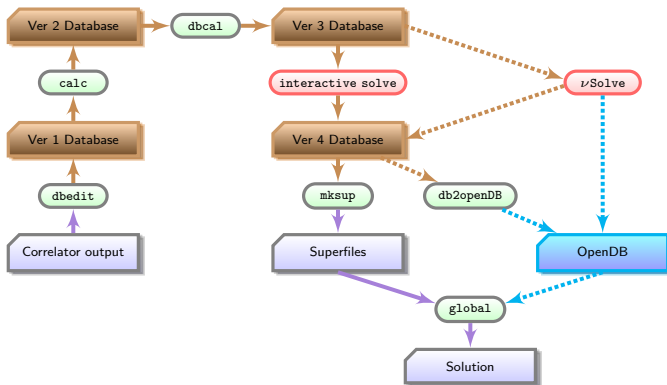 Ver 2 Database
dbcal
Ver 3 Database
calc
interactive solve
νSolve
Ver 1 Database
Ver 4 Database
dbedit
mksup
db2openDB
Correlator output
Superfiles
OpenDB
global
Solution